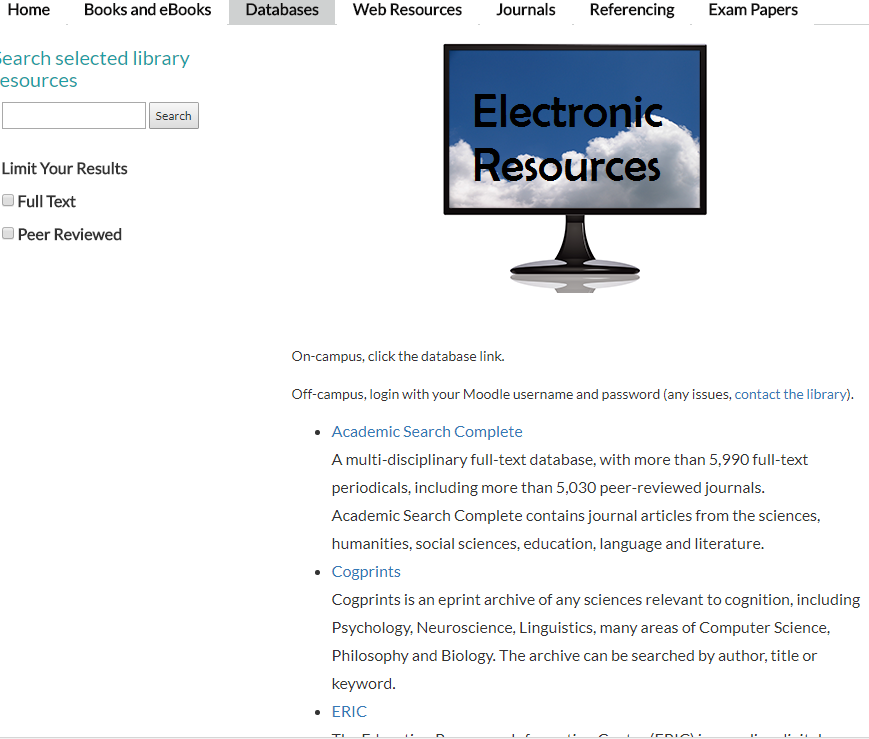 Home Books and eBooks Databases Web Resources Journals Referencing Exam Papers
Search selected library
resources
Search
Limit Your Results
Full Text
Peer Reviewed
Electronic
Resources
On-campus, click the database link.
Off-campus, login with your Moodle username and password (any issues, contact the library).
Academic Search Complete
A multi-disciplinary full-text database, with more than 5,990 full-text
periodicals, including more than 5,030 peer-reviewed journals.
Academic Search Complete contains journal articles from the sciences,
humanities, social sciences, education, language and literature.
Cogprints
Cogprints is an eprint archive of any sciences relevant to cognition, including
Psychology, Neuroscience, Linguistics, many areas of Computer Science,
Philosophy and Biology. The archive can be searched by author, title or
keyword.
ERIC